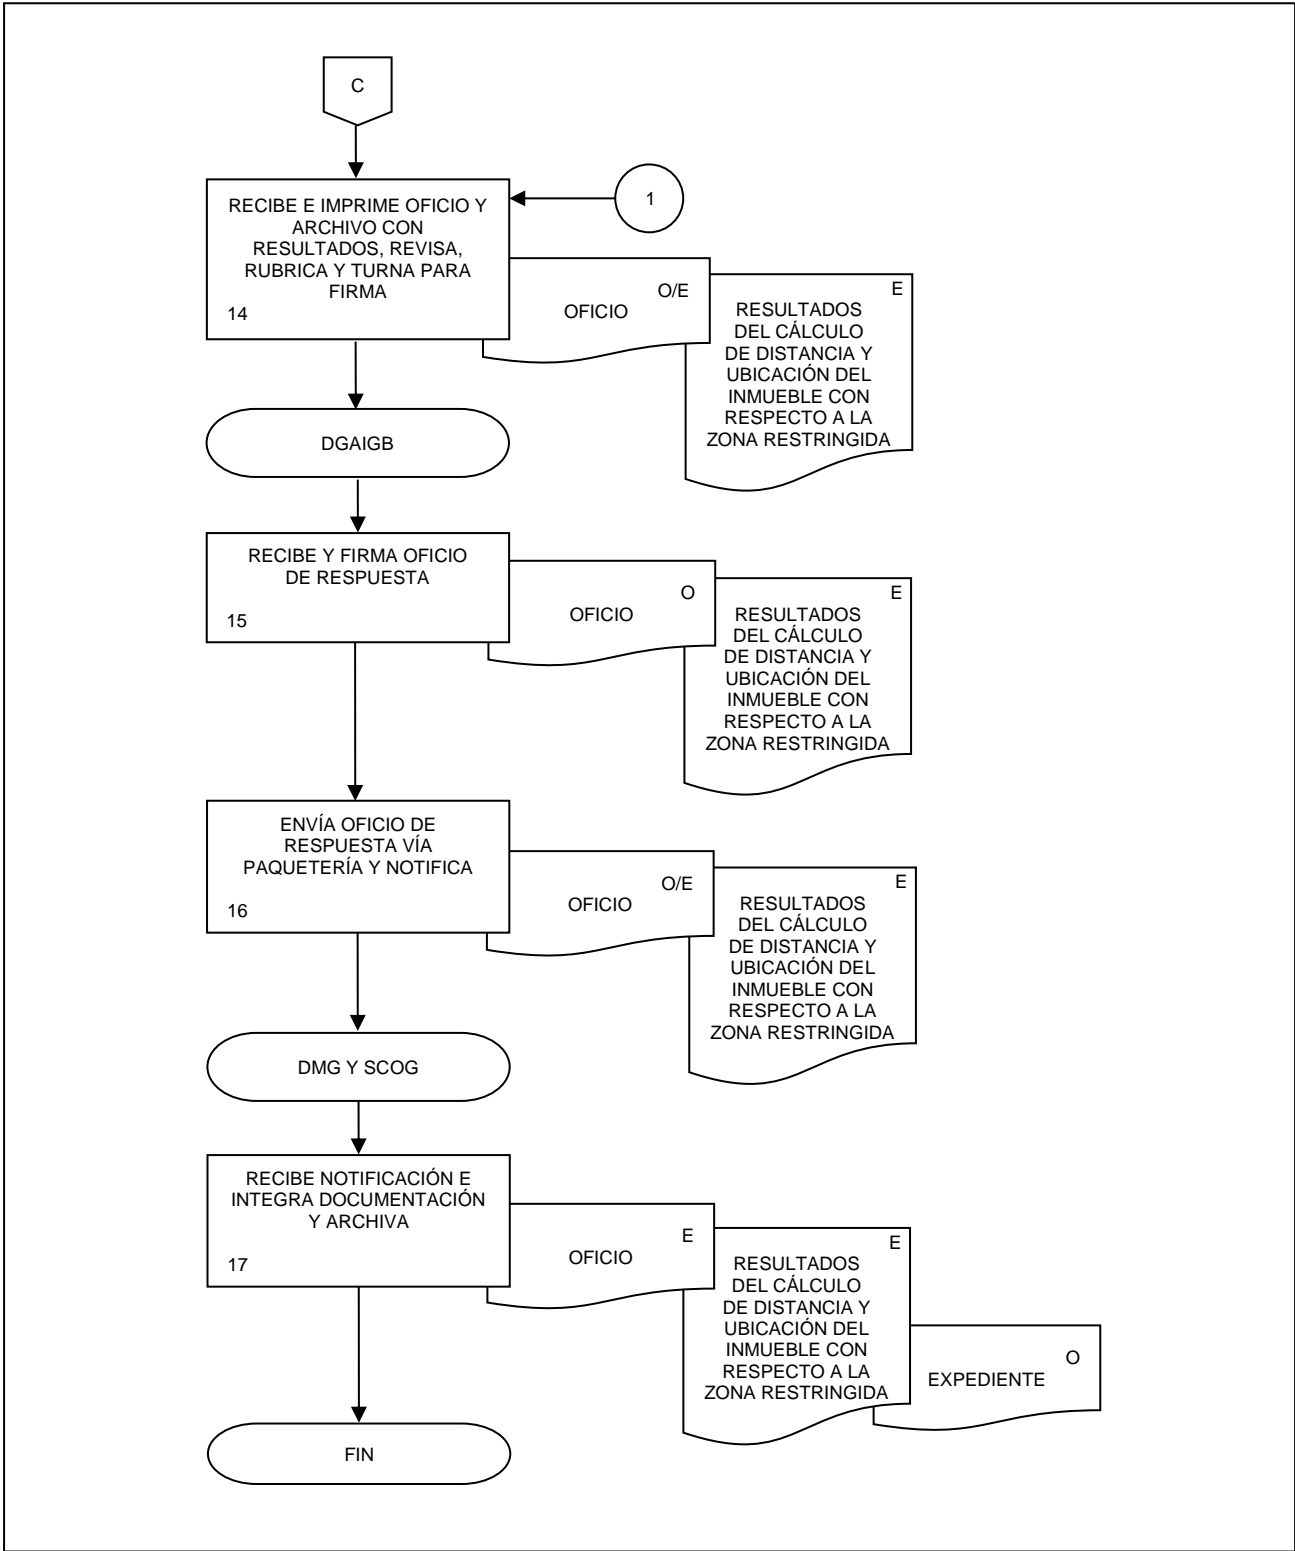 C
1
RECIBE E IMPRIME OFICIO Y
ARCHIVO CON
RESULTADOS, REVISA,
RUBRICA Y TURNA PARA
FIRMA
14
O/E
OFICIO
E
RESULTADOS
DEL CÁLCULO
DE DISTANCIA Y
UBICACIÓN DEL
INMUEBLE CON
RESPECTO A LA
ZONA RESTRINGIDA
DGAIGB
RECIBE Y FIRMA OFICIO
DE RESPUESTA
15
O
OFICIO
E
RESULTADOS
DEL CÁLCULO
DE DISTANCIA Y
UBICACIÓN DEL
INMUEBLE CON
RESPECTO A LA
ZONA RESTRINGIDA
ENVÍA OFICIO DE
RESPUESTA VÍA
PAQUETERÍA Y NOTIFICA
16
O/E
OFICIO
E
RESULTADOS
DEL CÁLCULO
DE DISTANCIA Y
UBICACIÓN DEL
INMUEBLE CON
RESPECTO A LA
ZONA RESTRINGIDA
DMG Y SCOG
RECIBE NOTIFICACIÓN E
INTEGRA DOCUMENTACIÓN
Y ARCHIVA
17
E
OFICIO
E
RESULTADOS
DEL CÁLCULO
DE DISTANCIA Y
UBICACIÓN DEL
INMUEBLE CON
RESPECTO A LA
ZONA RESTRINGIDA
O
EXPEDIENTE
FIN